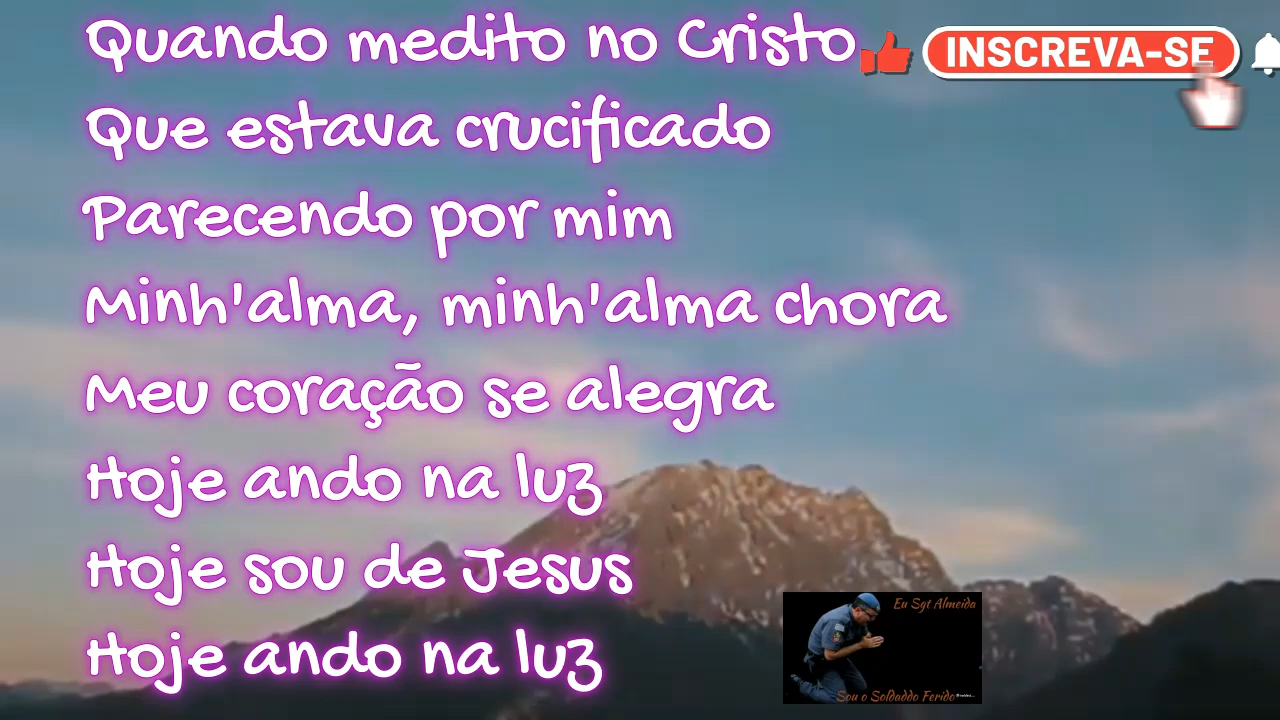 Quando medito no Cristo
INSCREVA-SE
Que estava crucificado
Parecendo por mim
Minh'alma, minh'alma chora
Meu coração se alegra
Hoje ando na luz
Hoje sou de Jesus
Hoje ando na luz
Eu Sgt Almeida
Sou o Soldaddo Ferido